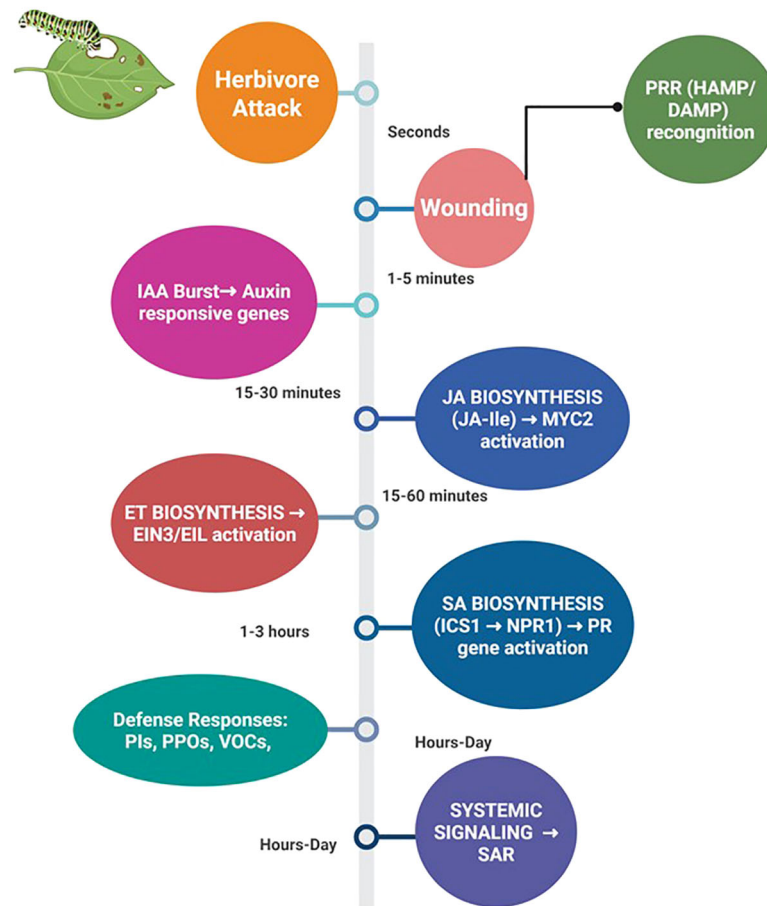 Herbivore
Attack
PRR (HAMP/
DAMP)
recongnition
Seconds
Wounding
1-5 minutes
IAA Burst→ Auxin
responsive genes
15-30 minutes
JA BIOSYNTHESIS
(JA-Ile) → MYC2
activation
15-60 minutes
ET BIOSYNTHESIS →
EIN3/EIL activation
SA BIOSYNTHESIS
(ICS1 → NPR1) → PR
gene activation
1-3 hours
Defense Responses:
PIs, PPOs, VOCs,
Hours-Day
SYSTEMIC
SIGNALING →
SAR
Hours-Day